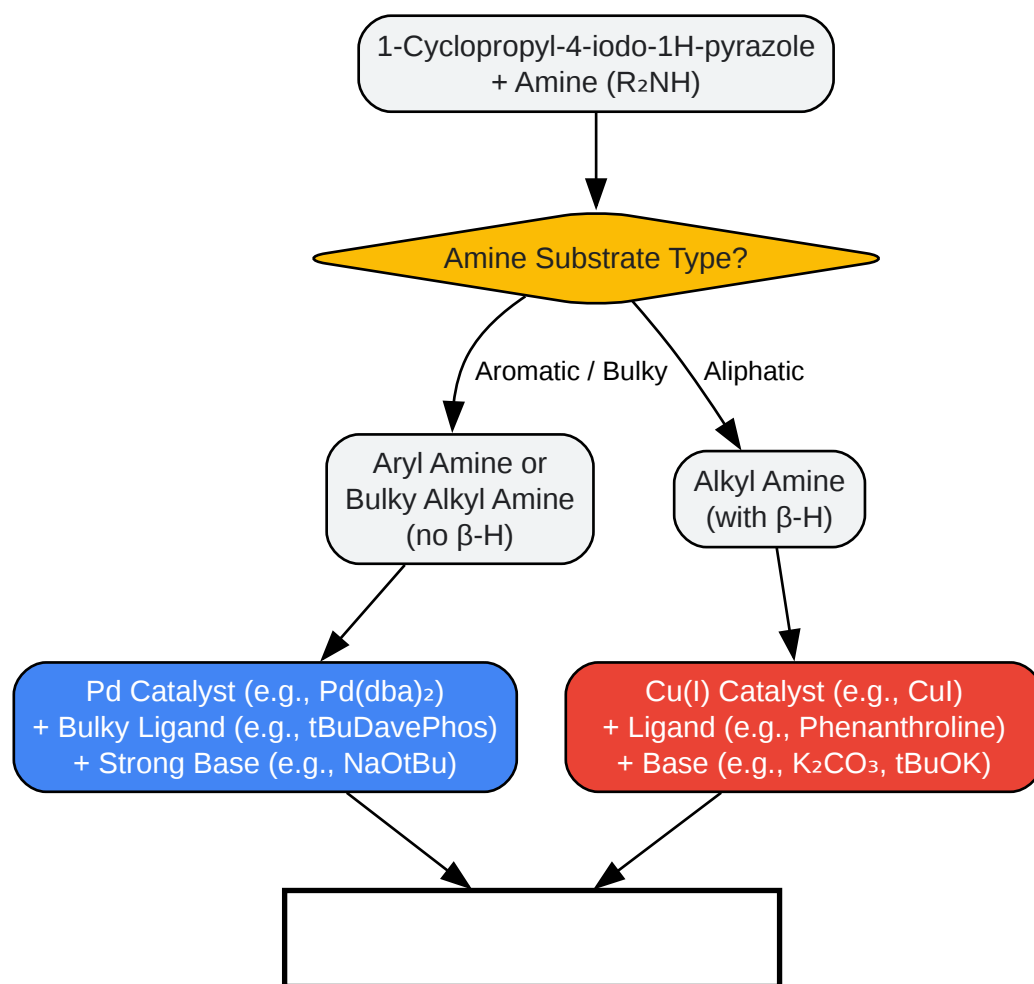 1-Cyclopropyl-4-iodo-1H-pyrazole
+ Amine (R₂NH)
Amine Substrate Type?
Aromatic / Bulky
Aliphatic
Aryl Amine or
Bulky Alkyl Amine
(no β-H)
Alkyl Amine
(with β-H)
Pd Catalyst (e.g., Pd(dba)₂)
+ Bulky Ligand (e.g., tBuDavePhos)
+ Strong Base (e.g., NaOtBu)
Cu(I) Catalyst (e.g., CuI)
+ Ligand (e.g., Phenanthroline)
+ Base (e.g., K₂CO₃, tBuOK)